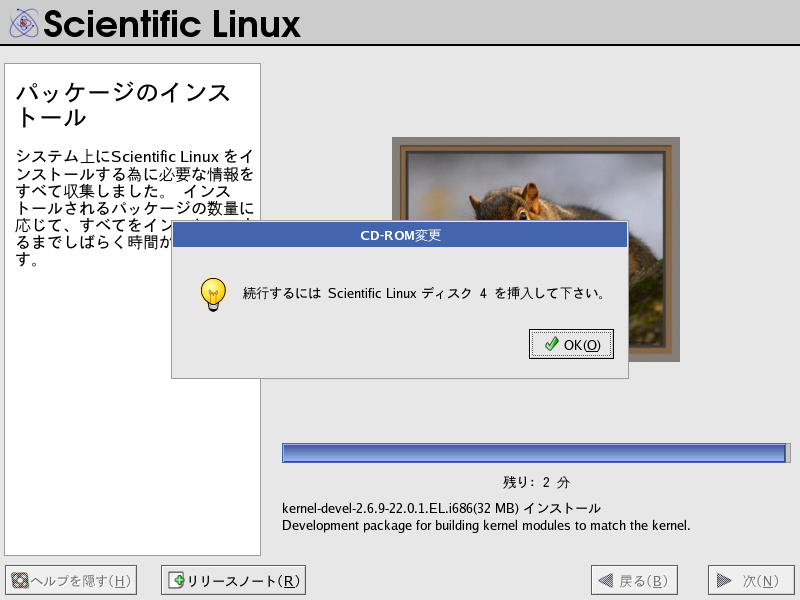 Scientific Linux
パッケージのインス
トール
システム上にScientific Linux をイ
ンストールする為に必要な情報を
すべて収集しました。 インス
トールされるパッケージの数量に
応じて、すべてをイン
るまでしばらく時間か
す。
CD-ROM変更
続行するには Scientific Linux ディスク 4 を挿入して下さい。
OK(O)
残り: 2 分
kernel-devel-2.6.9-22.0.1.EL.i686(32 MB) インストール
Development package for building kernel modules to match the kernel.
ヘルプを隠す(H)
リリースノート(R)
戻る(B)
次(N)